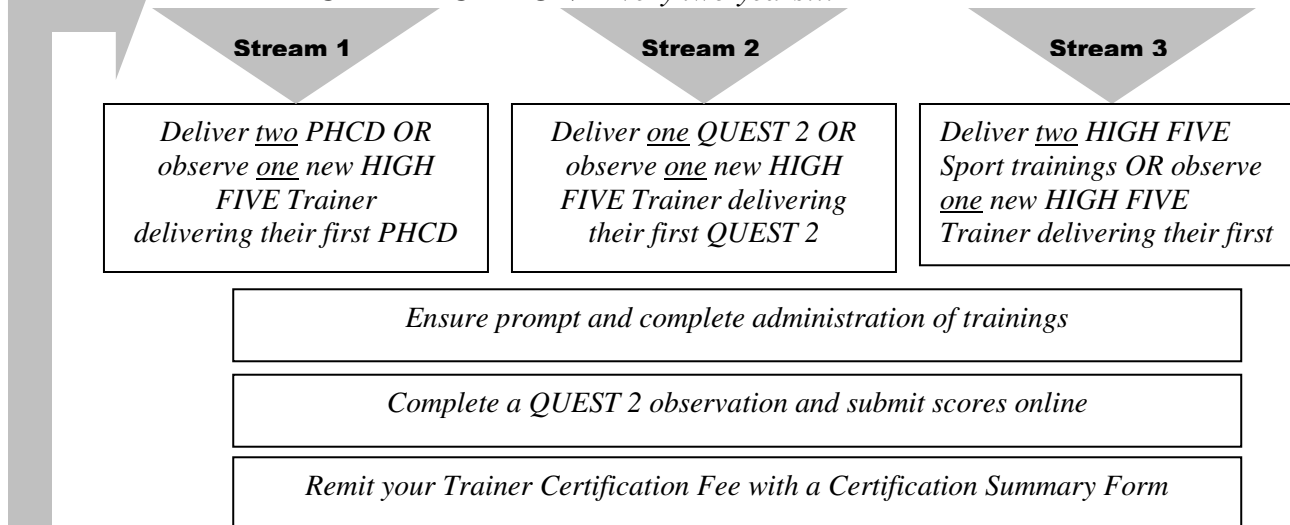 two years…
Stream 1
Deliver two PHCD OR
observe one new HIGH
FIVE Trainer
delivering their first PHCD
Stream 2
Deliver one QUEST 2 OR
observe one new HIGH
FIVE Trainer delivering
their first QUEST 2
Stream 3
Deliver two HIGH FIVE
Sport trainings OR observe
one new HIGH FIVE
Trainer delivering their first
Ensure prompt and complete administration of trainings
Complete a QUEST 2 observation and submit scores online
Remit your Trainer Certification Fee with a Certification Summary Form